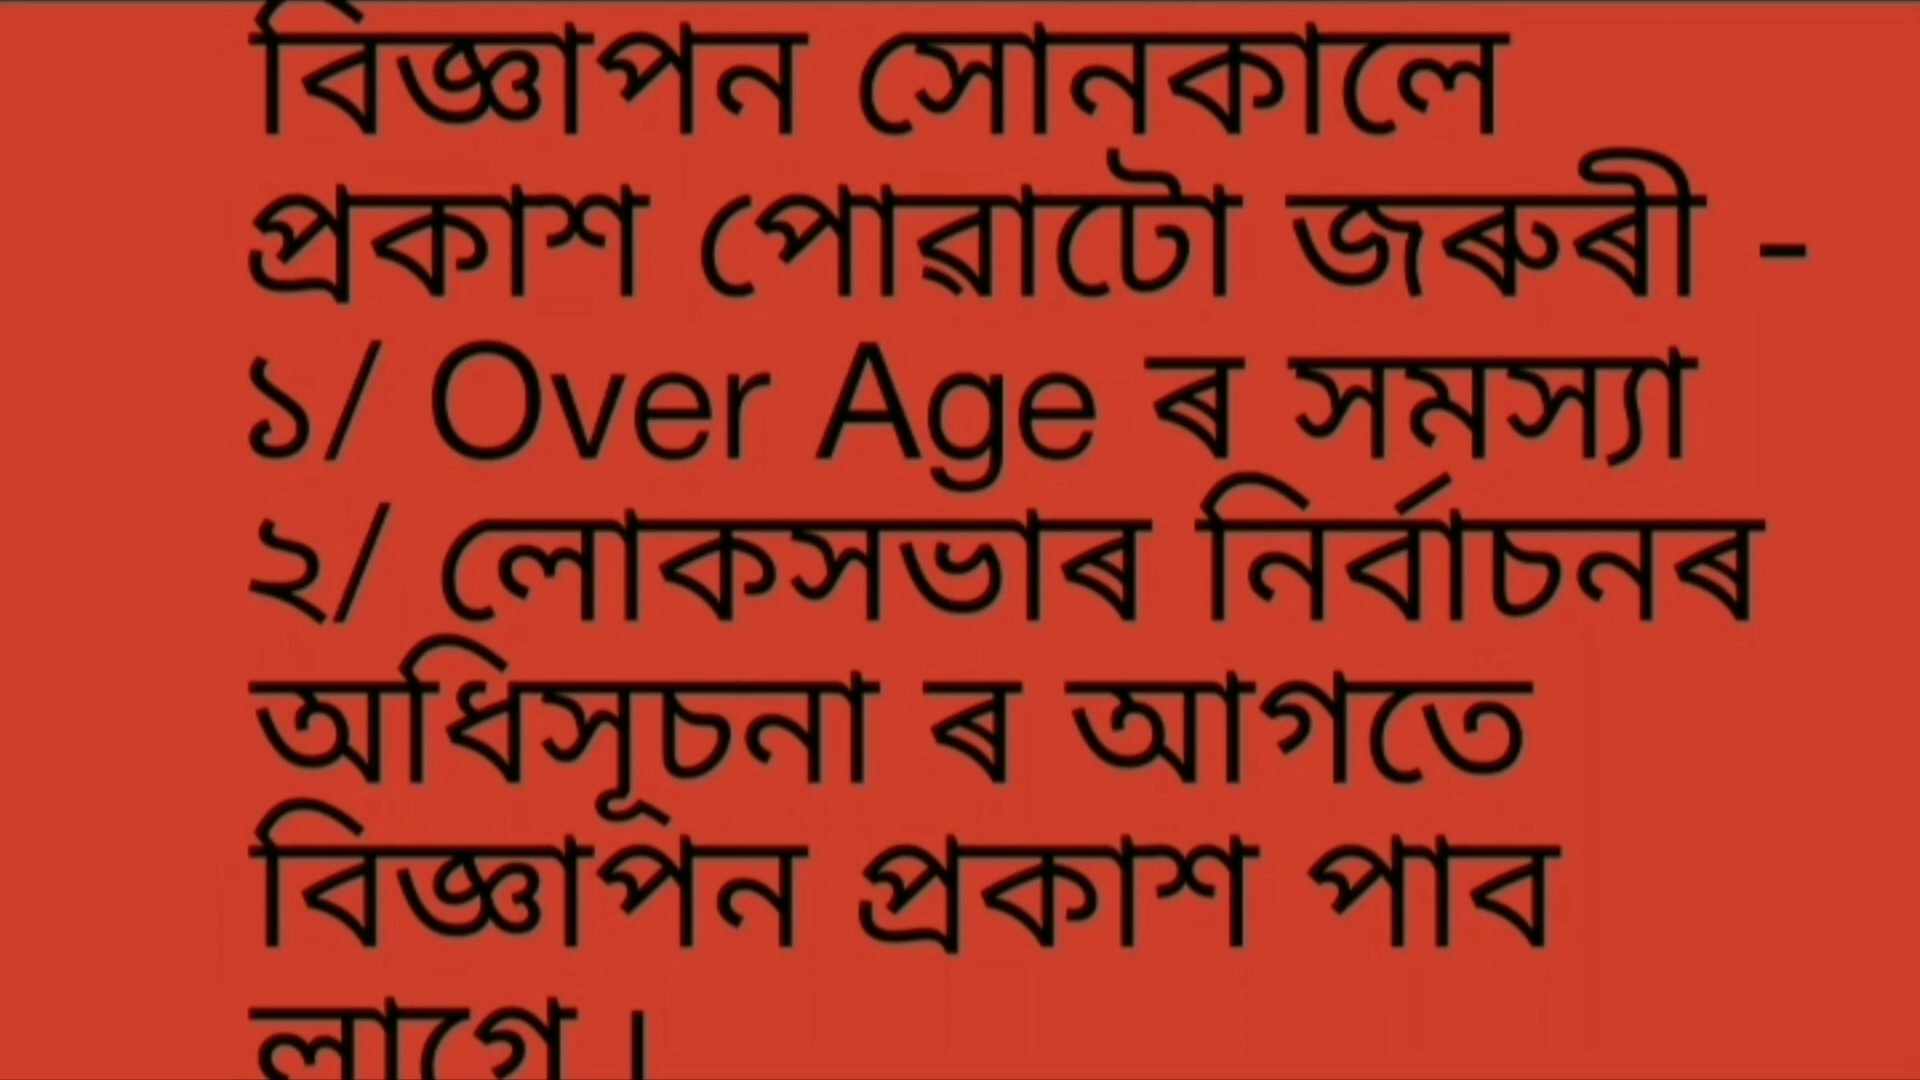 বিজ্ঞাপন সোনকালে
প্ৰকাশ পোৱাটো জৰুৰী -
১/ Over Age ৰ সমস্যা
২/ লোকসভাৰ নিৰ্বাচনৰ
অধিসূচনা ৰ আগতে
বিজ্ঞাপন প্ৰকাশ পাব
লাগে ।